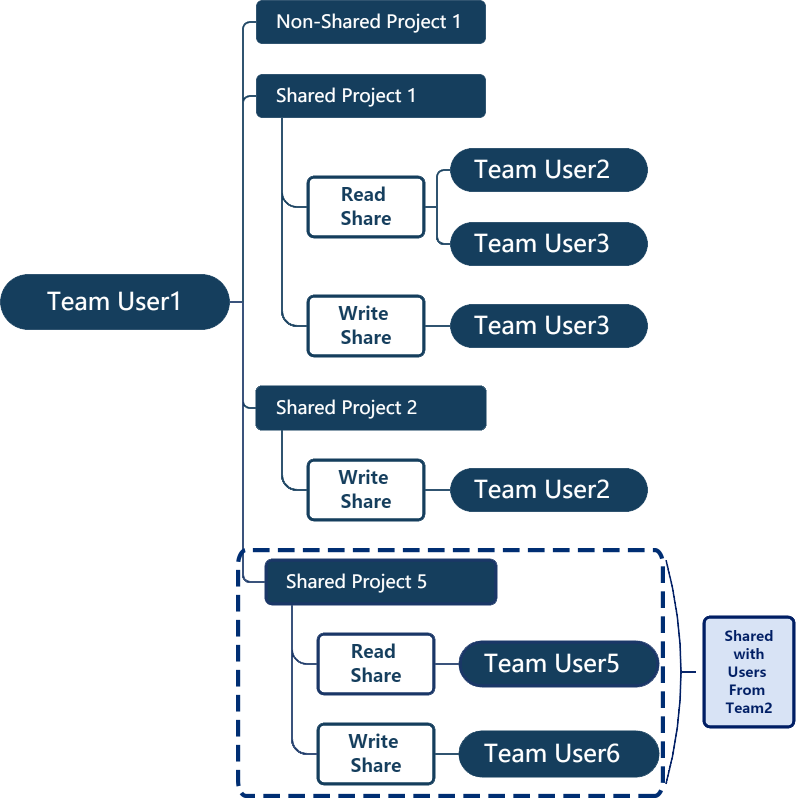 Non-Shared Project 1
Shared Project 1
Read
Share
Team User2
Team User3
Team User1
Write
Share
Team User3
Shared Project 2
Write
Share
Team User2
Shared Project 5
Read
Share
Team User5
Write
Share
Team User6
Shared
with
Users
From
Team2